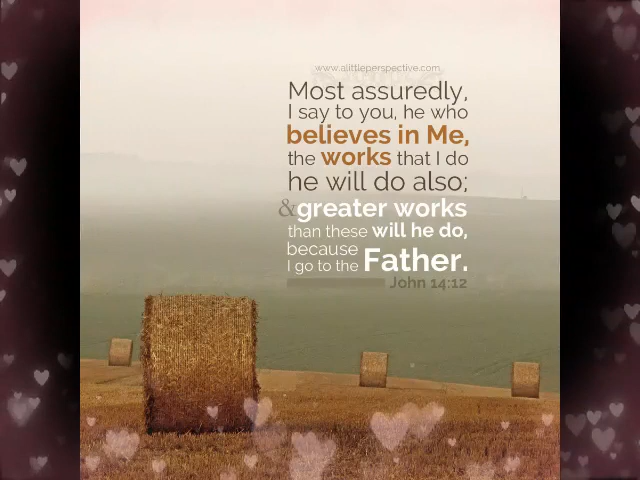 www.alittleperspective.com
Most assuredly,
I say to you, he who
believes in Me,
the works that I do
he will do also;
& greater works
than these will he do,
because
I go to the Father.
John 14:12